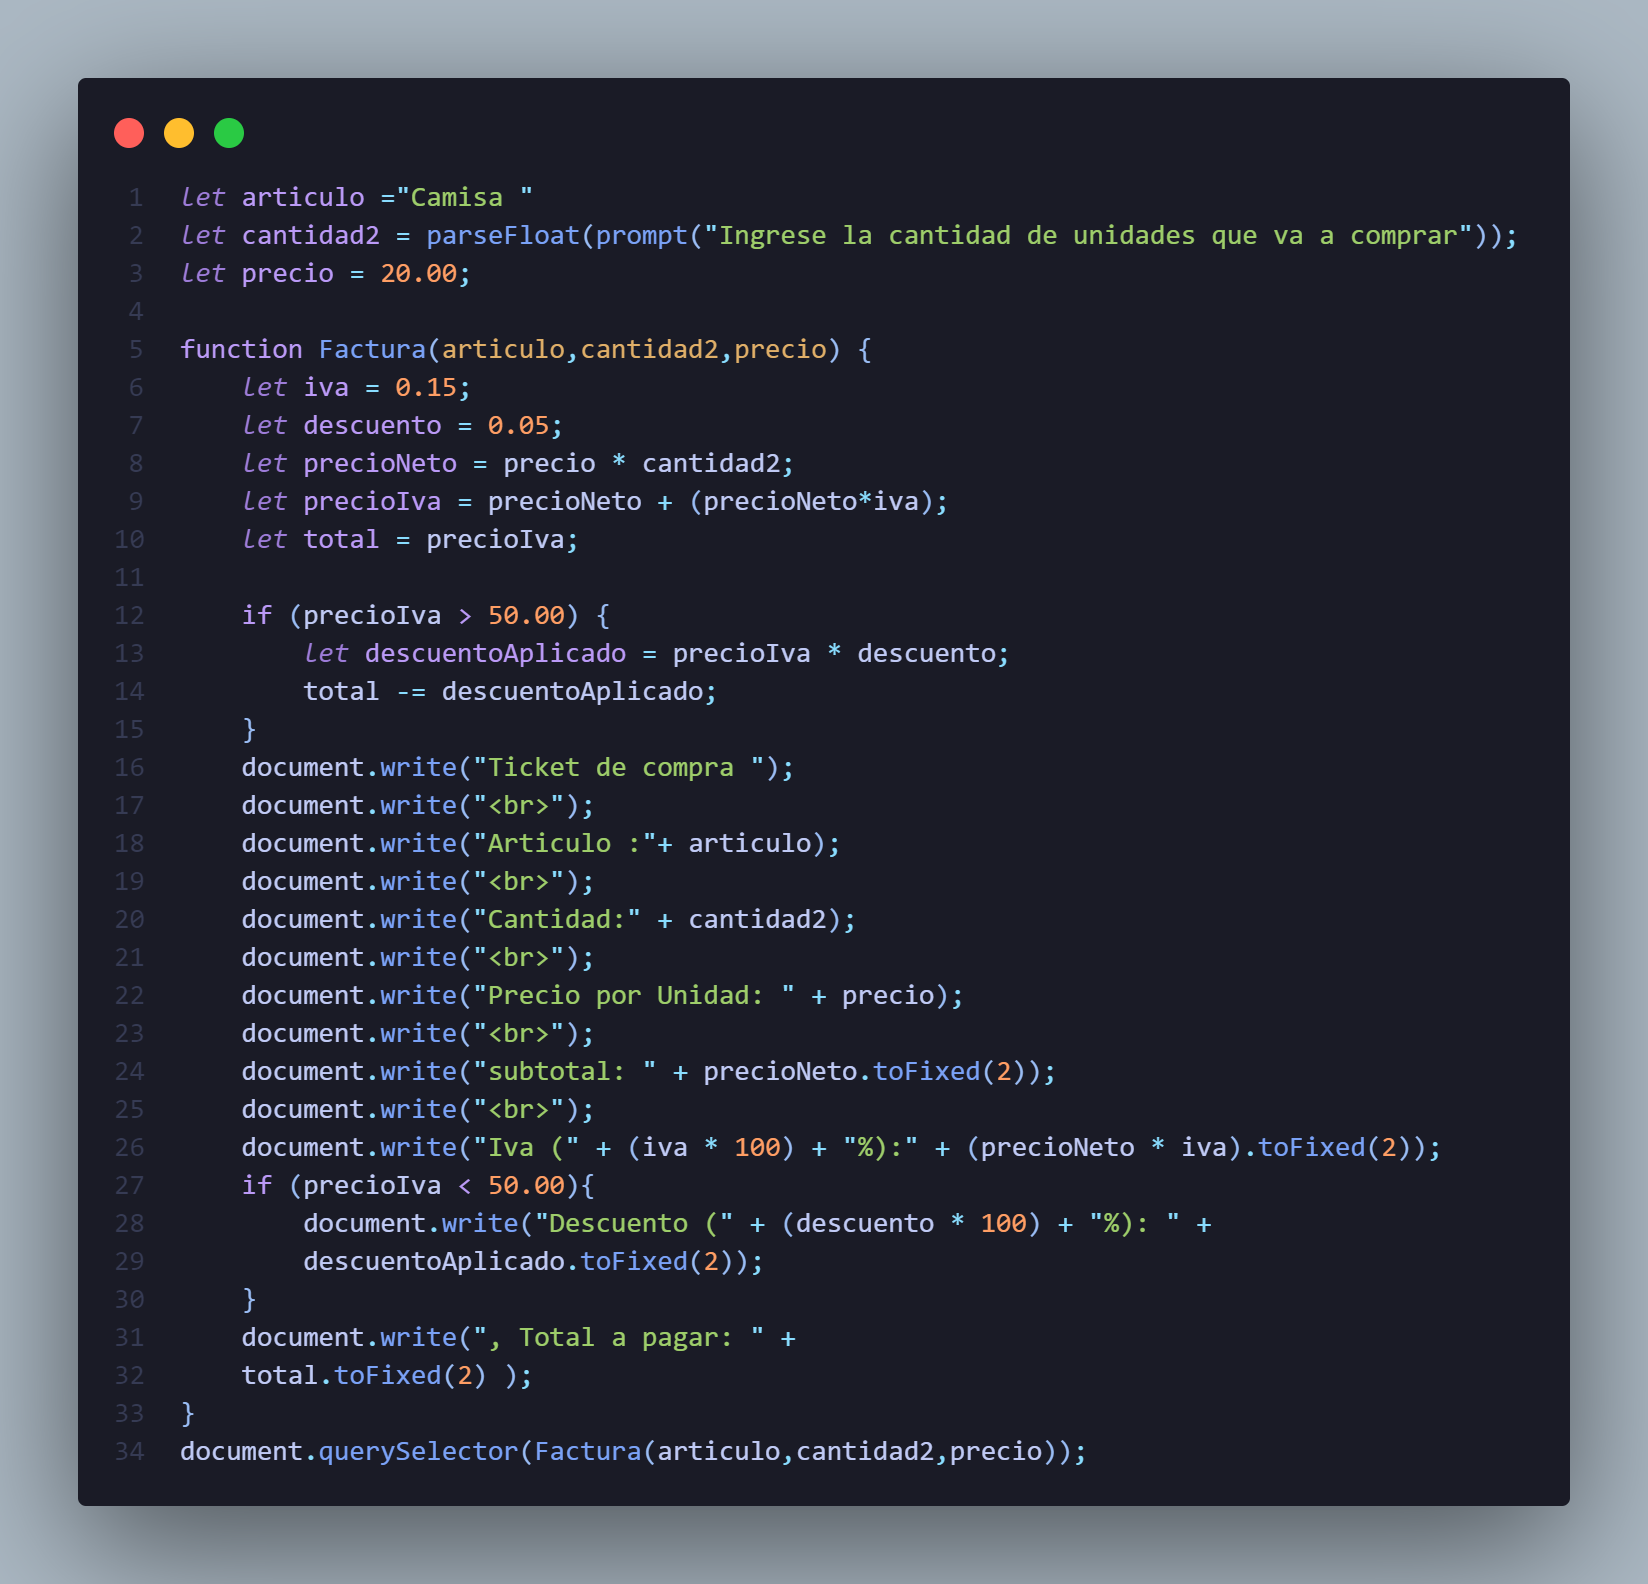 1 let articulo ="Camisa "
2 let cantidad2 = parseFloat(prompt("Ingrese la cantidad de unidades que va a comprar"));
3 let precio = 20.00;
4
5 function Factura(articulo,cantidad2,precio) {
6     let iva = 0.15;
7     let descuento = 0.05;
8     let precioNeto = precio * cantidad2;
9     let precioIva = precioNeto + (precioNeto*iva);
10     let total = precioIva;
11
12     if (precioIva > 50.00) {
13         let descuentoAplicado = precioIva * descuento;
14         total -= descuentoAplicado;
15     }
16     document.write("Ticket de compra ");
17     document.write("<br>");
18     document.write("Articulo :"+ articulo);
19     document.write("<br>");
20     document.write("Cantidad:" + cantidad2);
21     document.write("<br>");
22     document.write("Precio por Unidad: " + precio);
23     document.write("<br>");
24     document.write("subtotal: " + precioNeto.toFixed(2));
25     document.write("<br>");
26     document.write("Iva (" + (iva * 100) + "%):" + (precioNeto * iva).toFixed(2));
27     if (precioIva < 50.00){
28         document.write("Descuento (" + (descuento * 100) + "%): " +
29         descuentoAplicado.toFixed(2));
30     }
31     document.write(", Total a pagar: " +
32     total.toFixed(2) );
33 }
34 document.querySelector(Factura(articulo,cantidad2,precio));